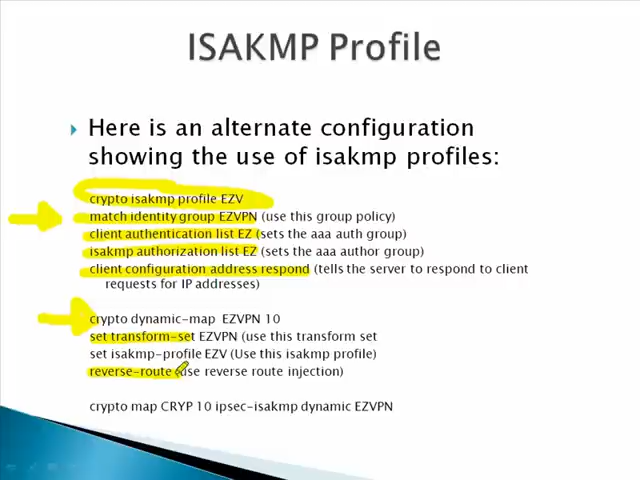 ISAKMP Profile
Here is an alternate configuration
showing the use of isakmp profiles:
crypto isakmp profile EZV
match identity group EZVPN (use this group policy)
client authentication list EZ (sets the aaa auth group)
isakmp authorization list EZ (sets the aaa author group)
client configuration address respond (tells the server to respond to client
requests for IP addresses)
crypto dynamic-map EZVPN 10
set transform-set EZVPN (use this transform set
set isakmp-profile EZV (Use this isakmp profile)
reverse-route (use reverse route injection)
crypto map CRYP 10 ipsec-isakmp dynamic EZVPN